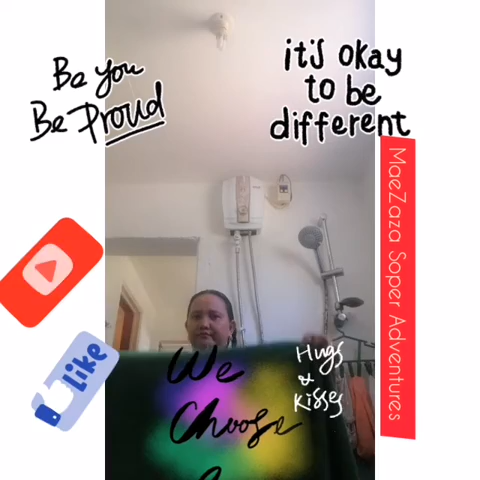 Be you
Be Proud
it's okay
to be
different
MaeZaza Soper Adventures
like
Hugs
&
Kisses
We
Choose